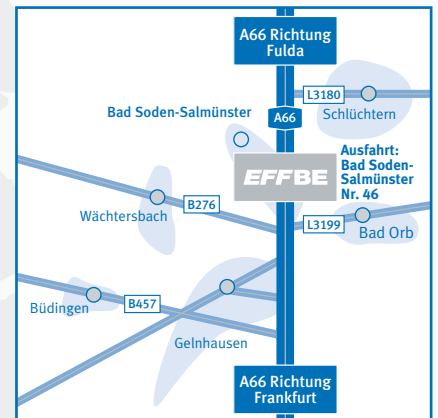 A66 Richtung
Fulda
L3180
Schlüchtern
A66
Bad Soden-Salmünster
EFFBE
Ausfahrt:
Bad Soden-
Salmünster
Nr. 46
B276
Wächtersbach
L3199
Bad Orb
Büdingen
B457
Gelnhausen
A66 Richtung
Frankfurt